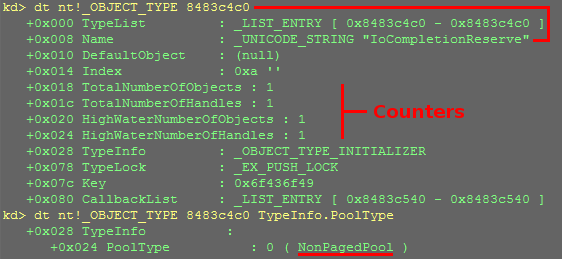 kd> dt nt!_OBJECT_TYPE 8483c4c0
+0x000 TypeList : _LIST_ENTRY [ 0x8483c4c0 - 0x8483c4c0 ]
+0x008 Name : _UNICODE_STRING "IoCompletionReserve"
+0x010 DefaultObject : (null)
+0x014 Index : 0xa ''
+0x018 TotalNumberOfObjects : 1
+0x01c TotalNumberOfHandles : 1
+0x020 HighWaterNumberOfObjects : 1
+0x024 HighWaterNumberOfHandles : 1
Counters
+0x028 TypeInfo : _OBJECT_TYPE_INITIALIZER
+0x078 TypeLock : _EX_PUSH_LOCK
+0x07c Key : 0x6f436f49
+0x080 CallbackList : _LIST_ENTRY [ 0x8483c540 - 0x8483c540 ]
kd> dt nt!_OBJECT_TYPE 8483c4c0 TypeInfo.PoolType
+0x028 TypeInfo :
+0x024 PoolType : 0 ( NonPagedPool )